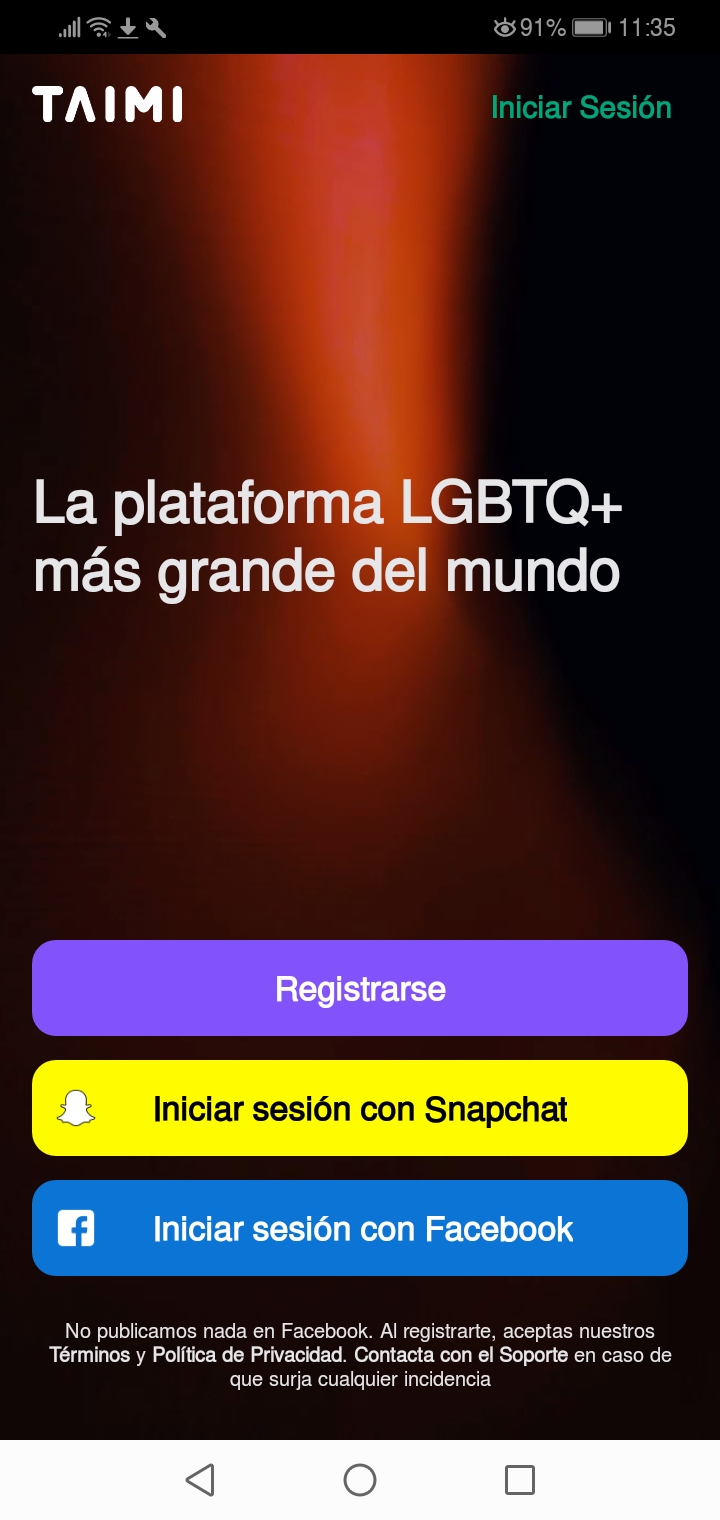 91% 11:35
TAIMI
Iniciar Sesión
La plataforma LGBTQ+
más grande del mundo
Registrarse
Iniciar sesión con Snapchat
Iniciar sesión con Facebook
No publicamos nada en Facebook. Al registrarte, aceptas nuestros
Términos y Política de Privacidad. Contacta con el Soporte en caso de
que surja cualquier incidencia